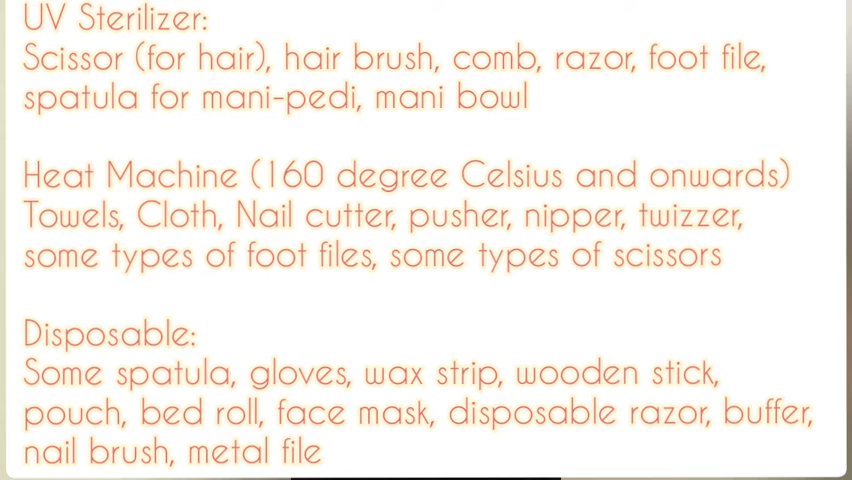 UV Sterilizer:
Scissor (for hair), hair brush, comb, razor, foot file,
spatula for mani-pedi, mani bowl
Heat Machine (160 degree Celsius and onwards)
Towels, Cloth, Nail cutter, pusher, nipper, twizzer,
some types of foot files, some types of scissors
Disposable:
Some spatula, gloves, wax strip, wooden stick,
pouch, bed roll, face mask, disposable razor, buffer,
nail brush, metal file